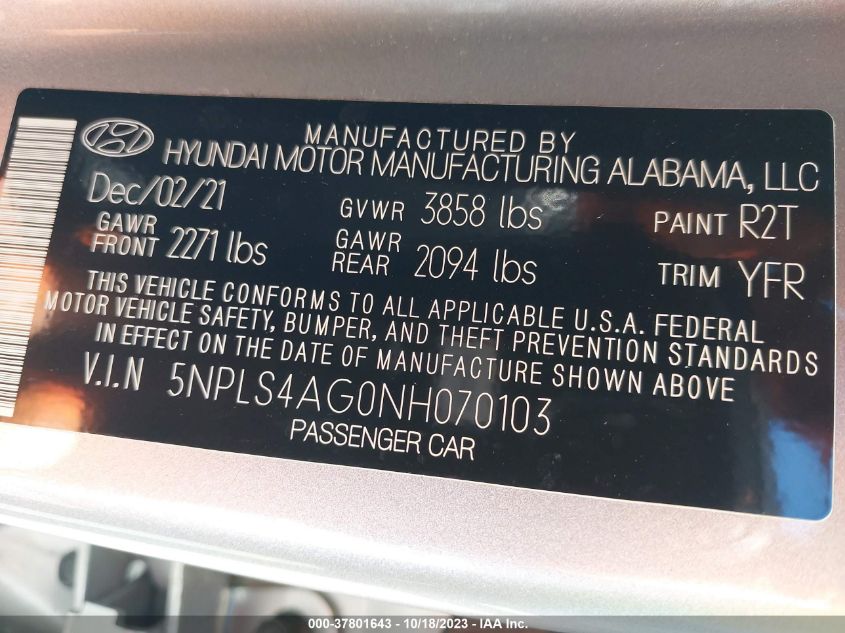 MANUFACTURED BY
HYUNDAI MOTOR MANUFACTURING ALABAMA, LLC
Dec/02/21 GVWR 3858 lbs PAINT R2T
GAWR FRONT 2271 lbs GAWR REAR 2094 lbs TRIM YFR
THIS VEHICLE CONFORMS TO ALL APPLICABLE U.S.A. FEDERAL
MOTOR VEHICLE SAFETY, BUMPER, AND THEFT PREVENTION STANDARDS
IN EFFECT ON THE DATE OF MANUFACTURE SHOWN ABOVE
V.I.N 5NPLS4AG0NH070103
PASSENGER CAR
000-37801643 - 10/18/2023 - IAA Inc.